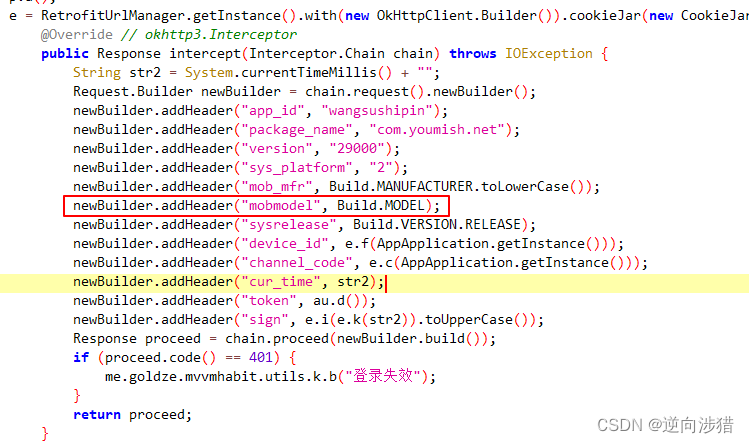 e = RetrofitUrlManager.getInstance().with(new OkHttpClient.Builder()).cookieJar(new CookieJar
@Override // okhttp3.Interceptor
public Response intercept(Interceptor.Chain chain) throws IOException {
String str2 = System.currentTimeMillis() + "";
Request.Builder newBuilder = chain.request().newBuilder();
newBuilder.addHeader("app_id", "wangsushipin");
newBuilder.addHeader("package_name", "com.youmish.net");
newBuilder.addHeader("version", "29000");
newBuilder.addHeader("sys_platform", "2");
newBuilder.addHeader("mob_mfr", Build.MANUFACTURER.toLowerCase());
newBuilder.addHeader("mobmodel", Build.MODEL);
newBuilder.addHeader("sysrelease", Build.VERSION.RELEASE);
newBuilder.addHeader("device_id", e.f(AppApplication.getInstance()));
newBuilder.addHeader("channel_code", e.c(AppApplication.getInstance()));
newBuilder.addHeader("cur_time", str2);
newBuilder.addHeader("token", au.d());
newBuilder.addHeader("sign", e.i(e.k(str2)).toUpperCase());
Response proceed = chain.proceed(newBuilder.build());
if (proceed.code() == 401) {
me.goldze.mvvmhabit.utils.k.b("登录失效");
}
return proceed;
}
CSDN @逆向涉猎